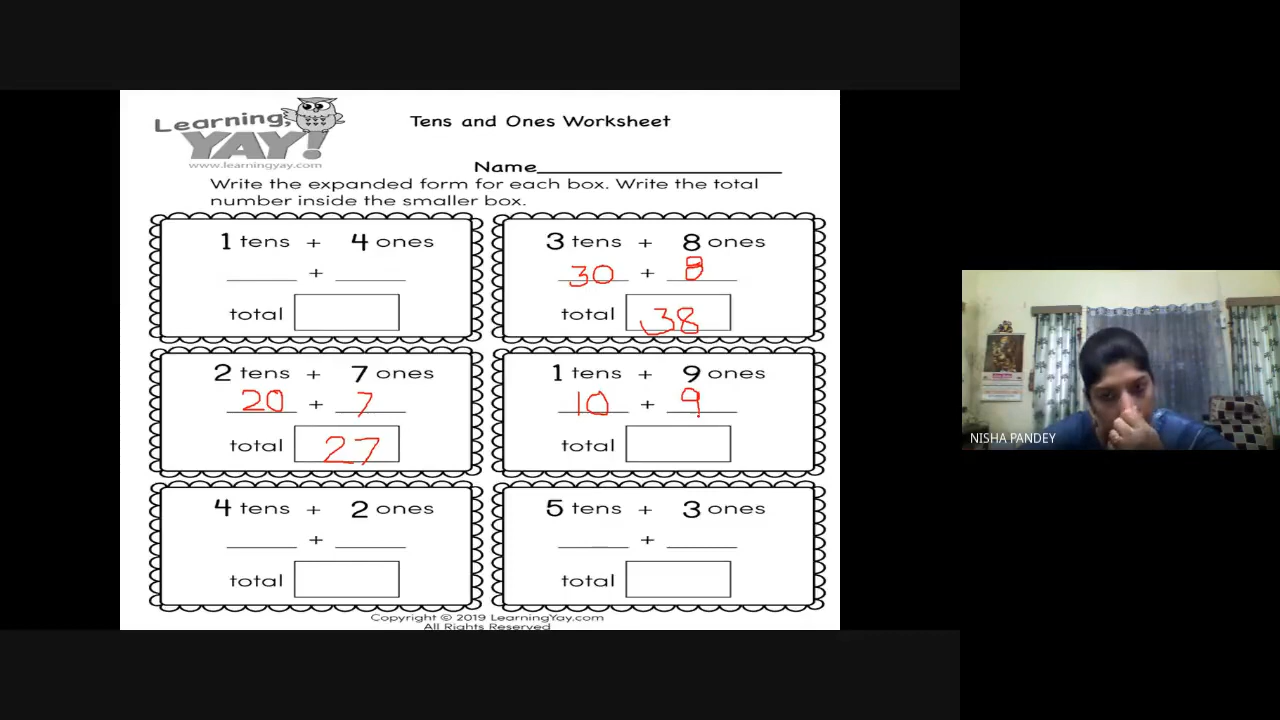 Learning,
YAY!
www.learningyay.com
Tens and Ones Worksheet
Name
Write the expanded form for each box. Write the total
number inside the smaller box.
1 tens + 4 ones
+
total
3 tens + 8 ones
30 + 8
total 38
2 tens + 7 ones
20 + 7
total 27
1 tens + 9 ones
10 + 9
total
4 tens + 2 ones
+
total
5 tens + 3 ones
+
total
Copyright © 2019 LearningYay.com
All Rights Reserved
NISHA PANDEY